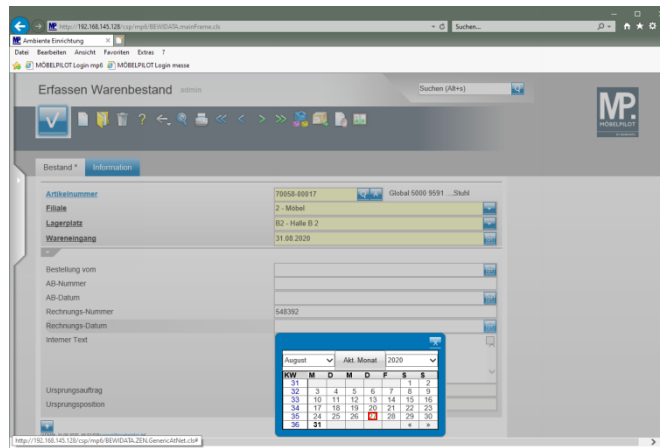 http://192.168.145.128/csp/mp6/BEWIDATA.mainFrame.cls
Suchen...
Ambiente Einrichtung
Datei Bearbeiten Ansicht Favoriten Extras ?
MÖBELPILOT Login mp6 MÖBELPILOT Login messe
Erfassen Warenbestand admin
Suchen (Alt+s)
MP.
MÖBELPILOT
Bestand * Information
Artikelnummer 70058-80017 Global 5000 9591 ...Stuhl
Filiale 2 - Möbel
Lagerplatz B2 - Halle B 2
Wareneingang 31.08.2020
Bestellung vom
AB-Nummer
AB-Datum
Rechnungs-Nummer 548392
Rechnungs-Datum
Interner Text
August Akt. Monat 2020
KW M D M D F S S
31 1 2
32 3 4 5 6 7 8 9
33 10 11 12 13 14 15 16
34 17 18 19 20 21 22 23
35 24 25 26 27 28 29 30
36 31 « »
Ursprungsauftrag
Ursprungsposition
http://192.168.145.128/csp/mp6/BEWIDATA.ZEN.GenericAtNet.cls#